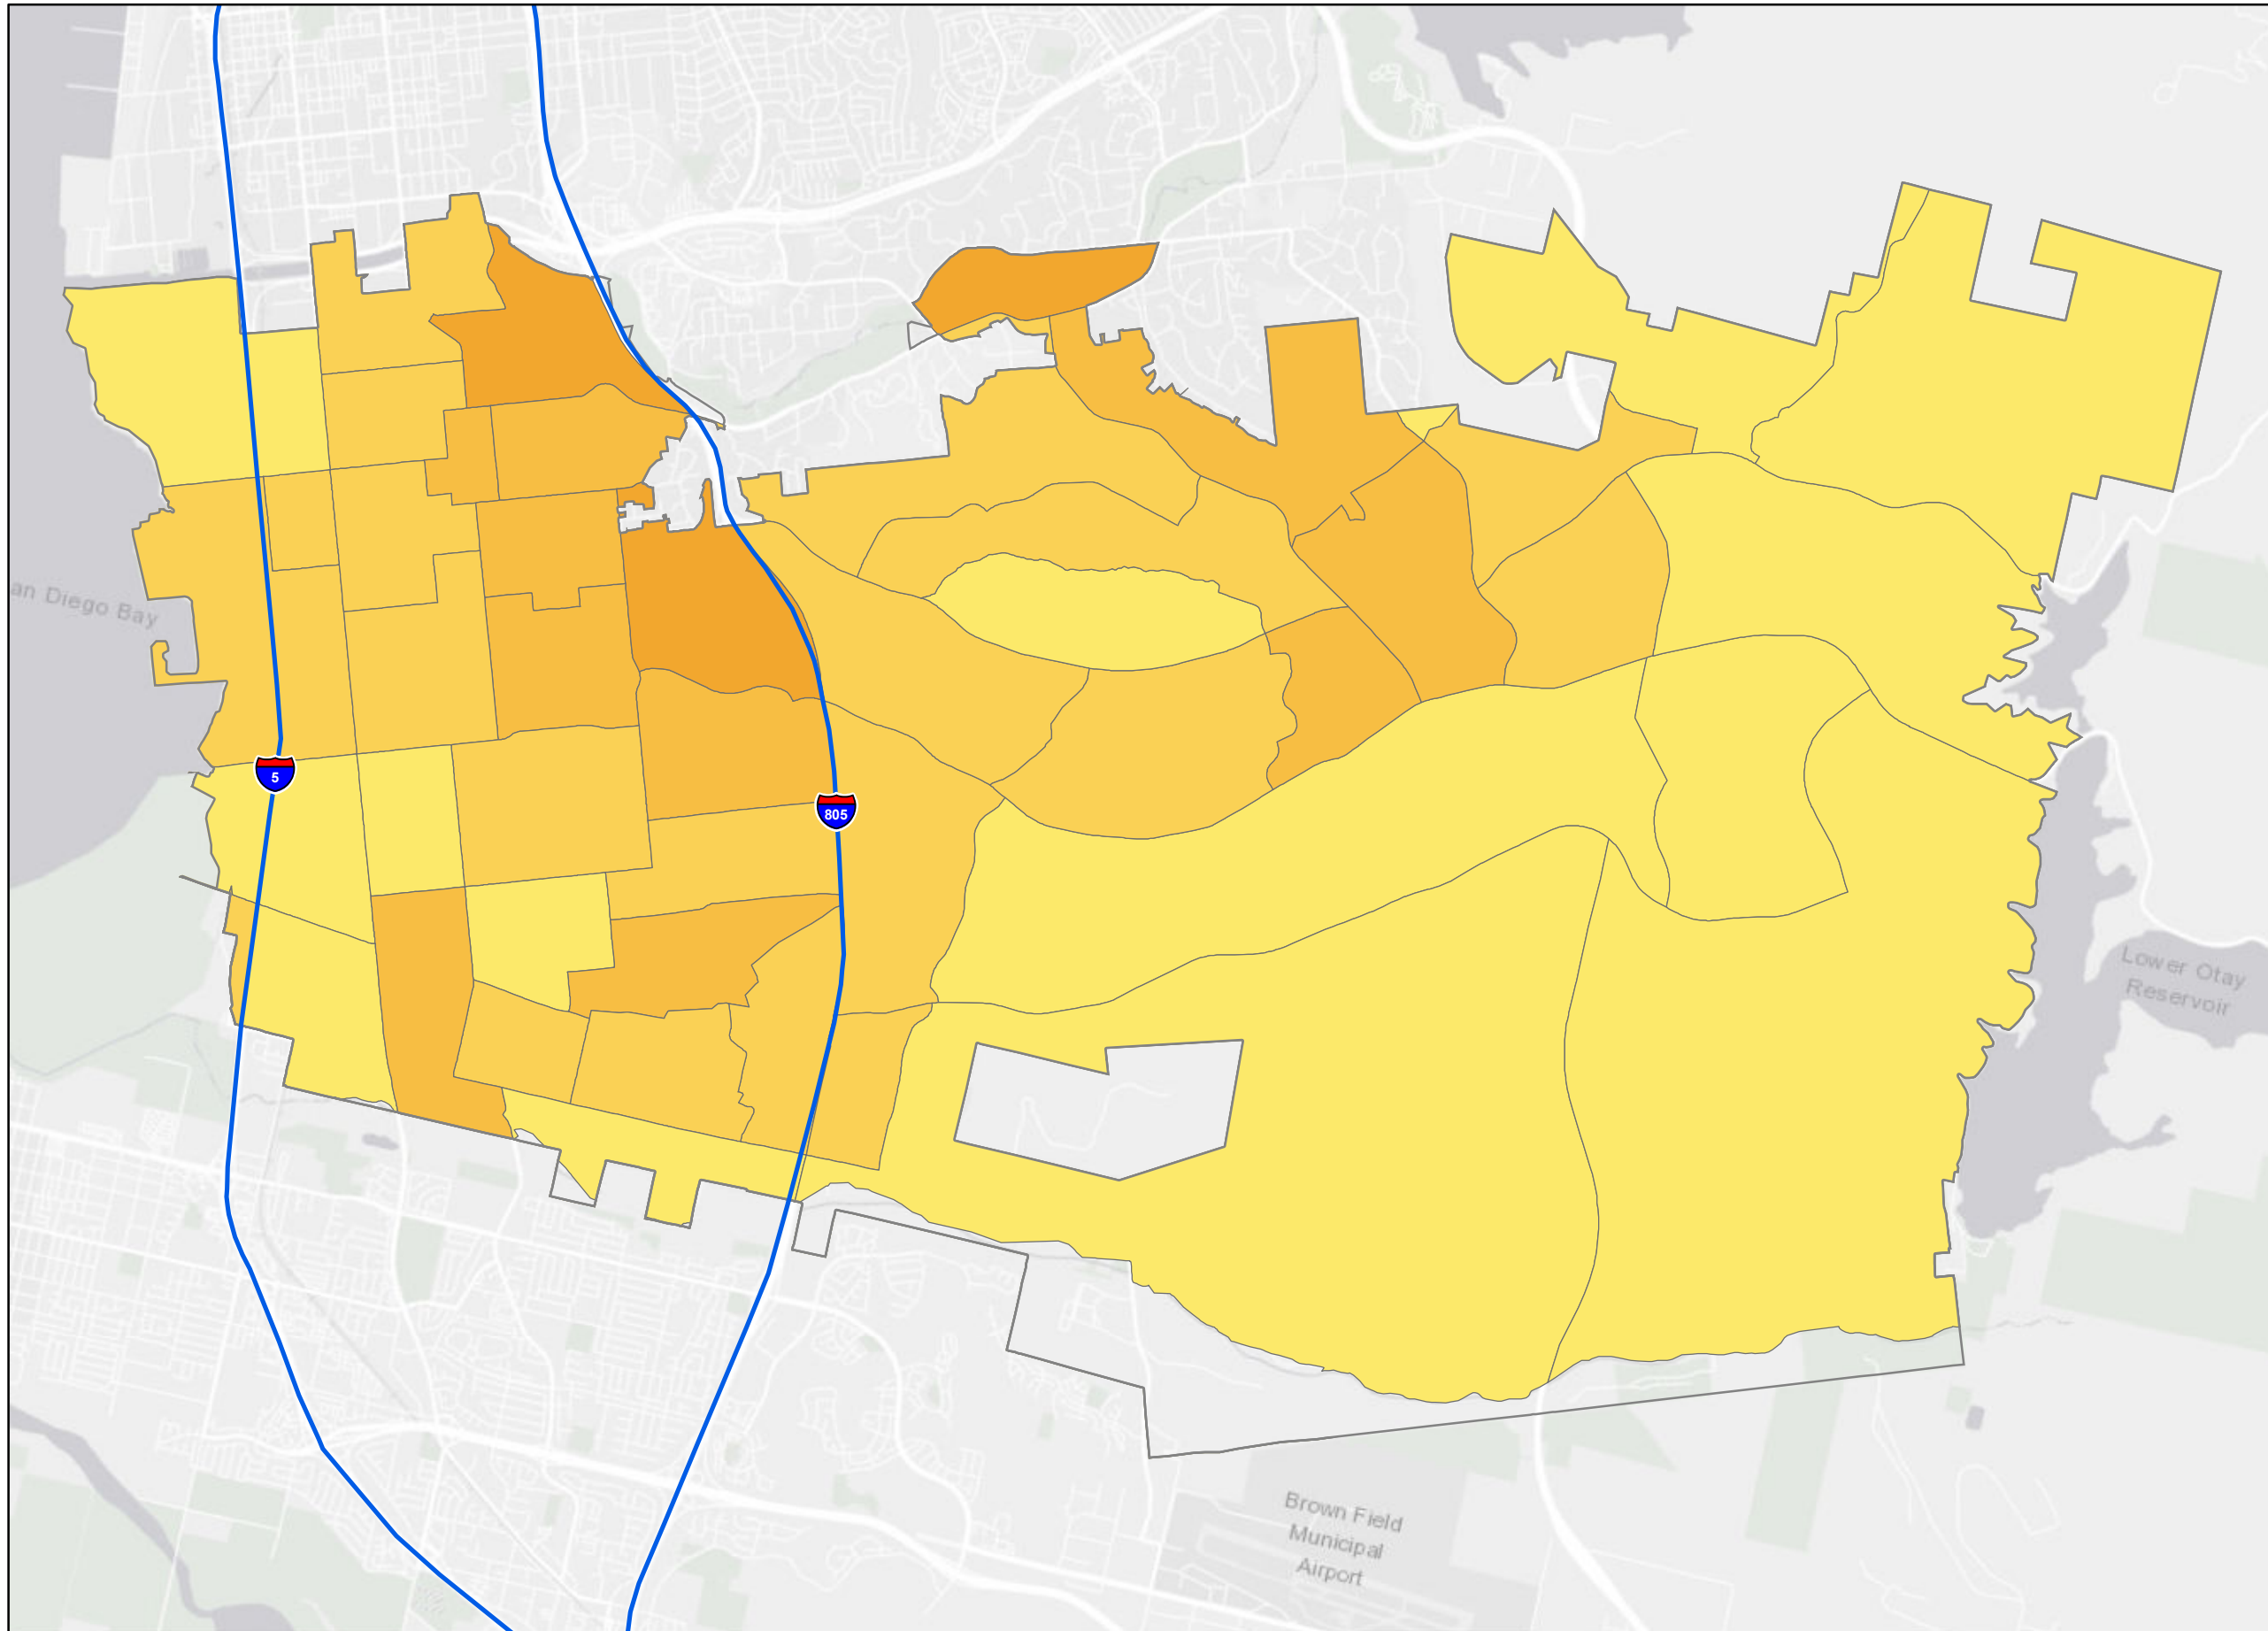 an Diego Bay
5
805
Lower Otay
Reservoir
Brown Field
Municipal
Airport